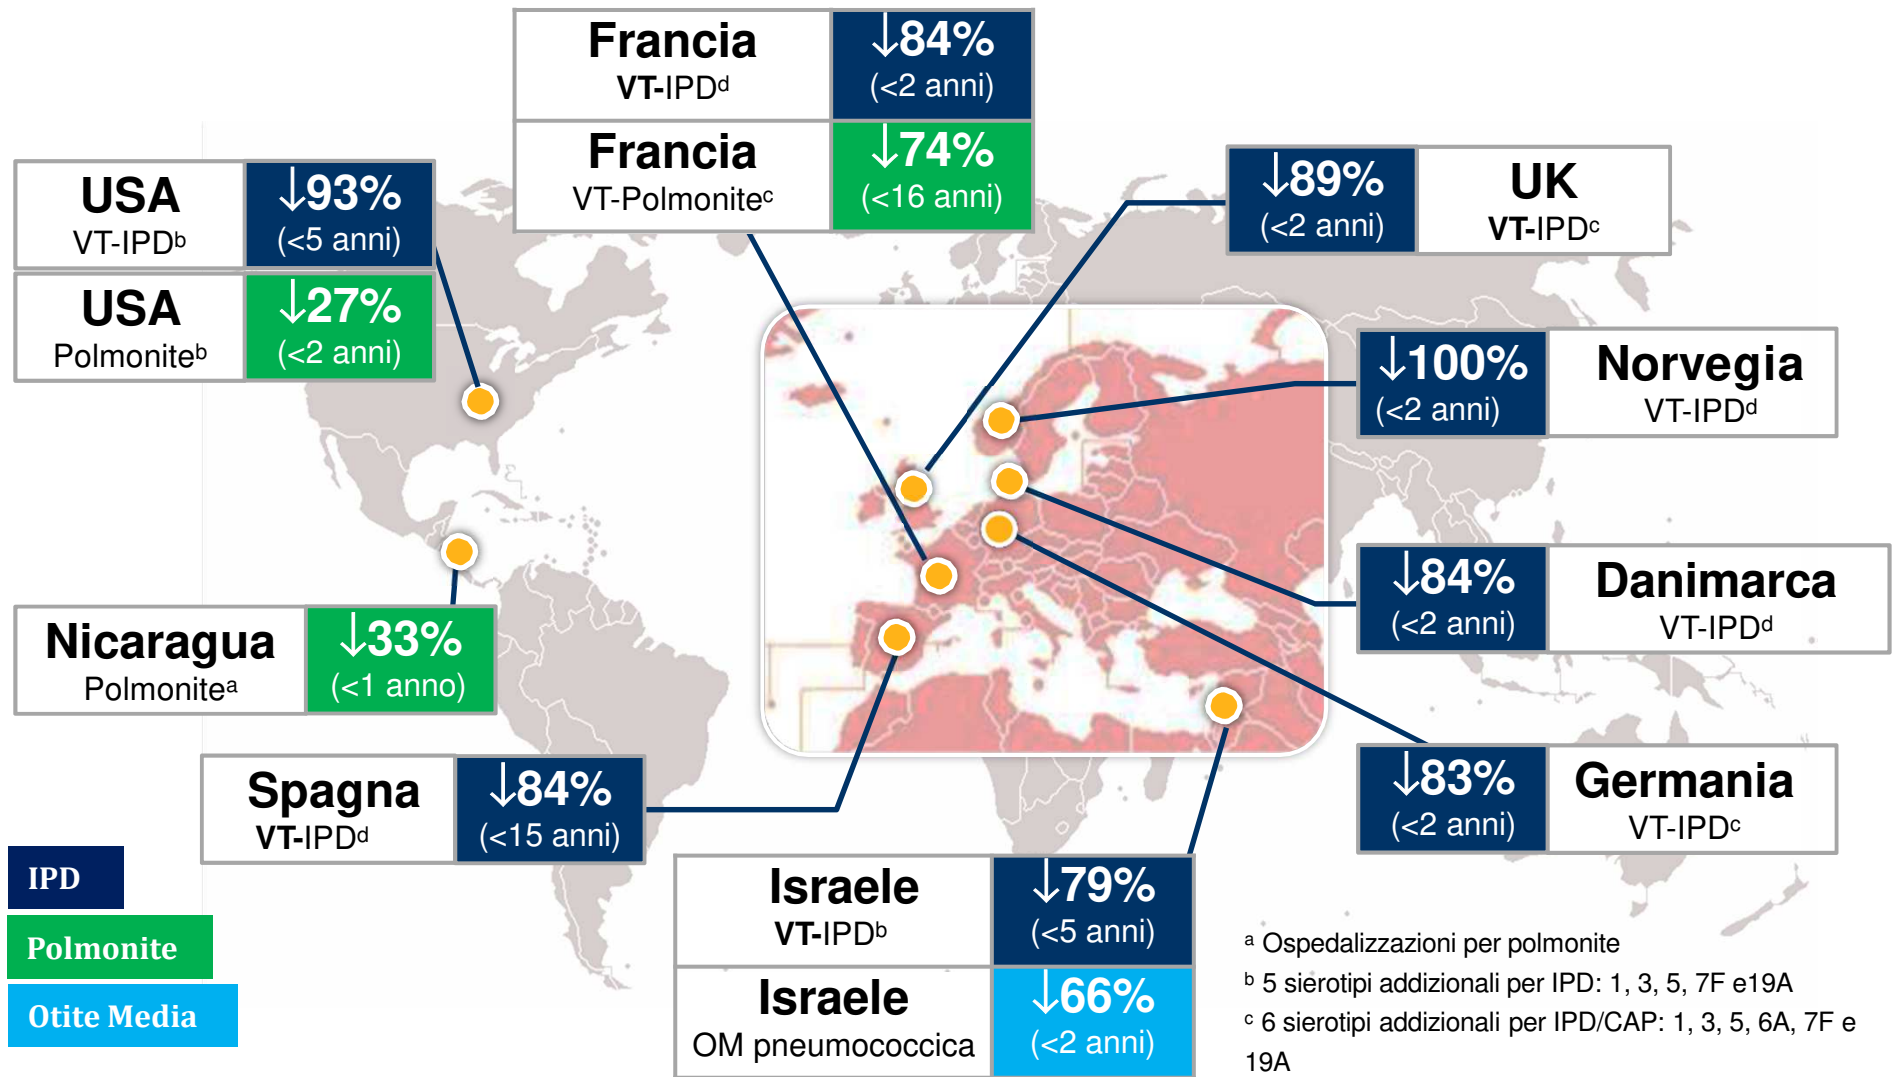 Francia
VT-IPDᵈ
↓84%
(<2 anni)
Francia
VT-Polmoniteᶜ
↓74%
(<16 anni)
USA
VT-IPDᵇ
↓93%
(<5 anni)
USA
Polmoniteᵇ
↓27%
(<2 anni)
↓89%
(<2 anni)
UK
VT-IPDᶜ
↓100%
(<2 anni)
Norvegia
VT-IPDᵈ
↓84%
(<2 anni)
Danimarca
VT-IPDᵈ
Nicaragua
Polmoniteᵃ
↓33%
(<1 anno)
↓83%
(<2 anni)
Germania
VT-IPDᶜ
Spagna
VT-IPDᵈ
↓84%
(<15 anni)
Israele
VT-IPDᵇ
↓79%
(<5 anni)
Israele
OM pneumococcica
↓66%
(<2 anni)
IPD
Polmonite
Otite Media
ᵃ Ospedalizzazioni per polmonite
ᵇ 5 sierotipi addizionali per IPD: 1, 3, 5, 7F e19A
ᶜ 6 sierotipi addizionali per IPD/CAP: 1, 3, 5, 6A, 7F e
19A